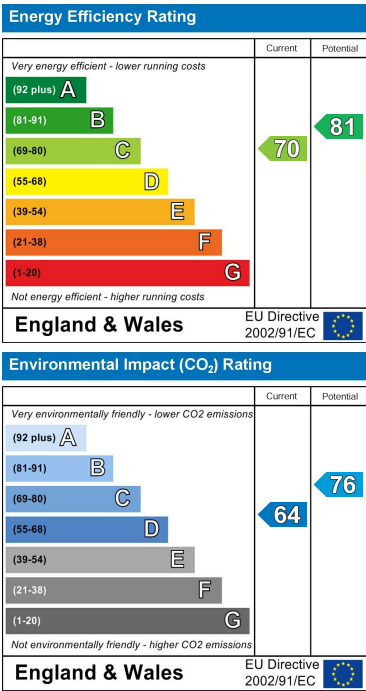 Energy Efficiency Rating
Current Potential
Very energy efficient - lower running costs
(92 plus) A
(81-91) B
81
(69-80) C
70
(55-68) D
(39-54) E
(21-38) F
(1-20) G
Not energy efficient - higher running costs
England & Wales
EU Directive
2002/91/EC
Environmental Impact (CO₂) Rating
Current Potential
Very environmentally friendly - lower CO2 emissions
(92 plus) A
(81-91) B
(69-80) C
76
(55-68) D
64
(39-54) E
(21-38) F
(1-20) G
Not environmentally friendly - higher CO2 emissions
England & Wales
EU Directive
2002/91/EC